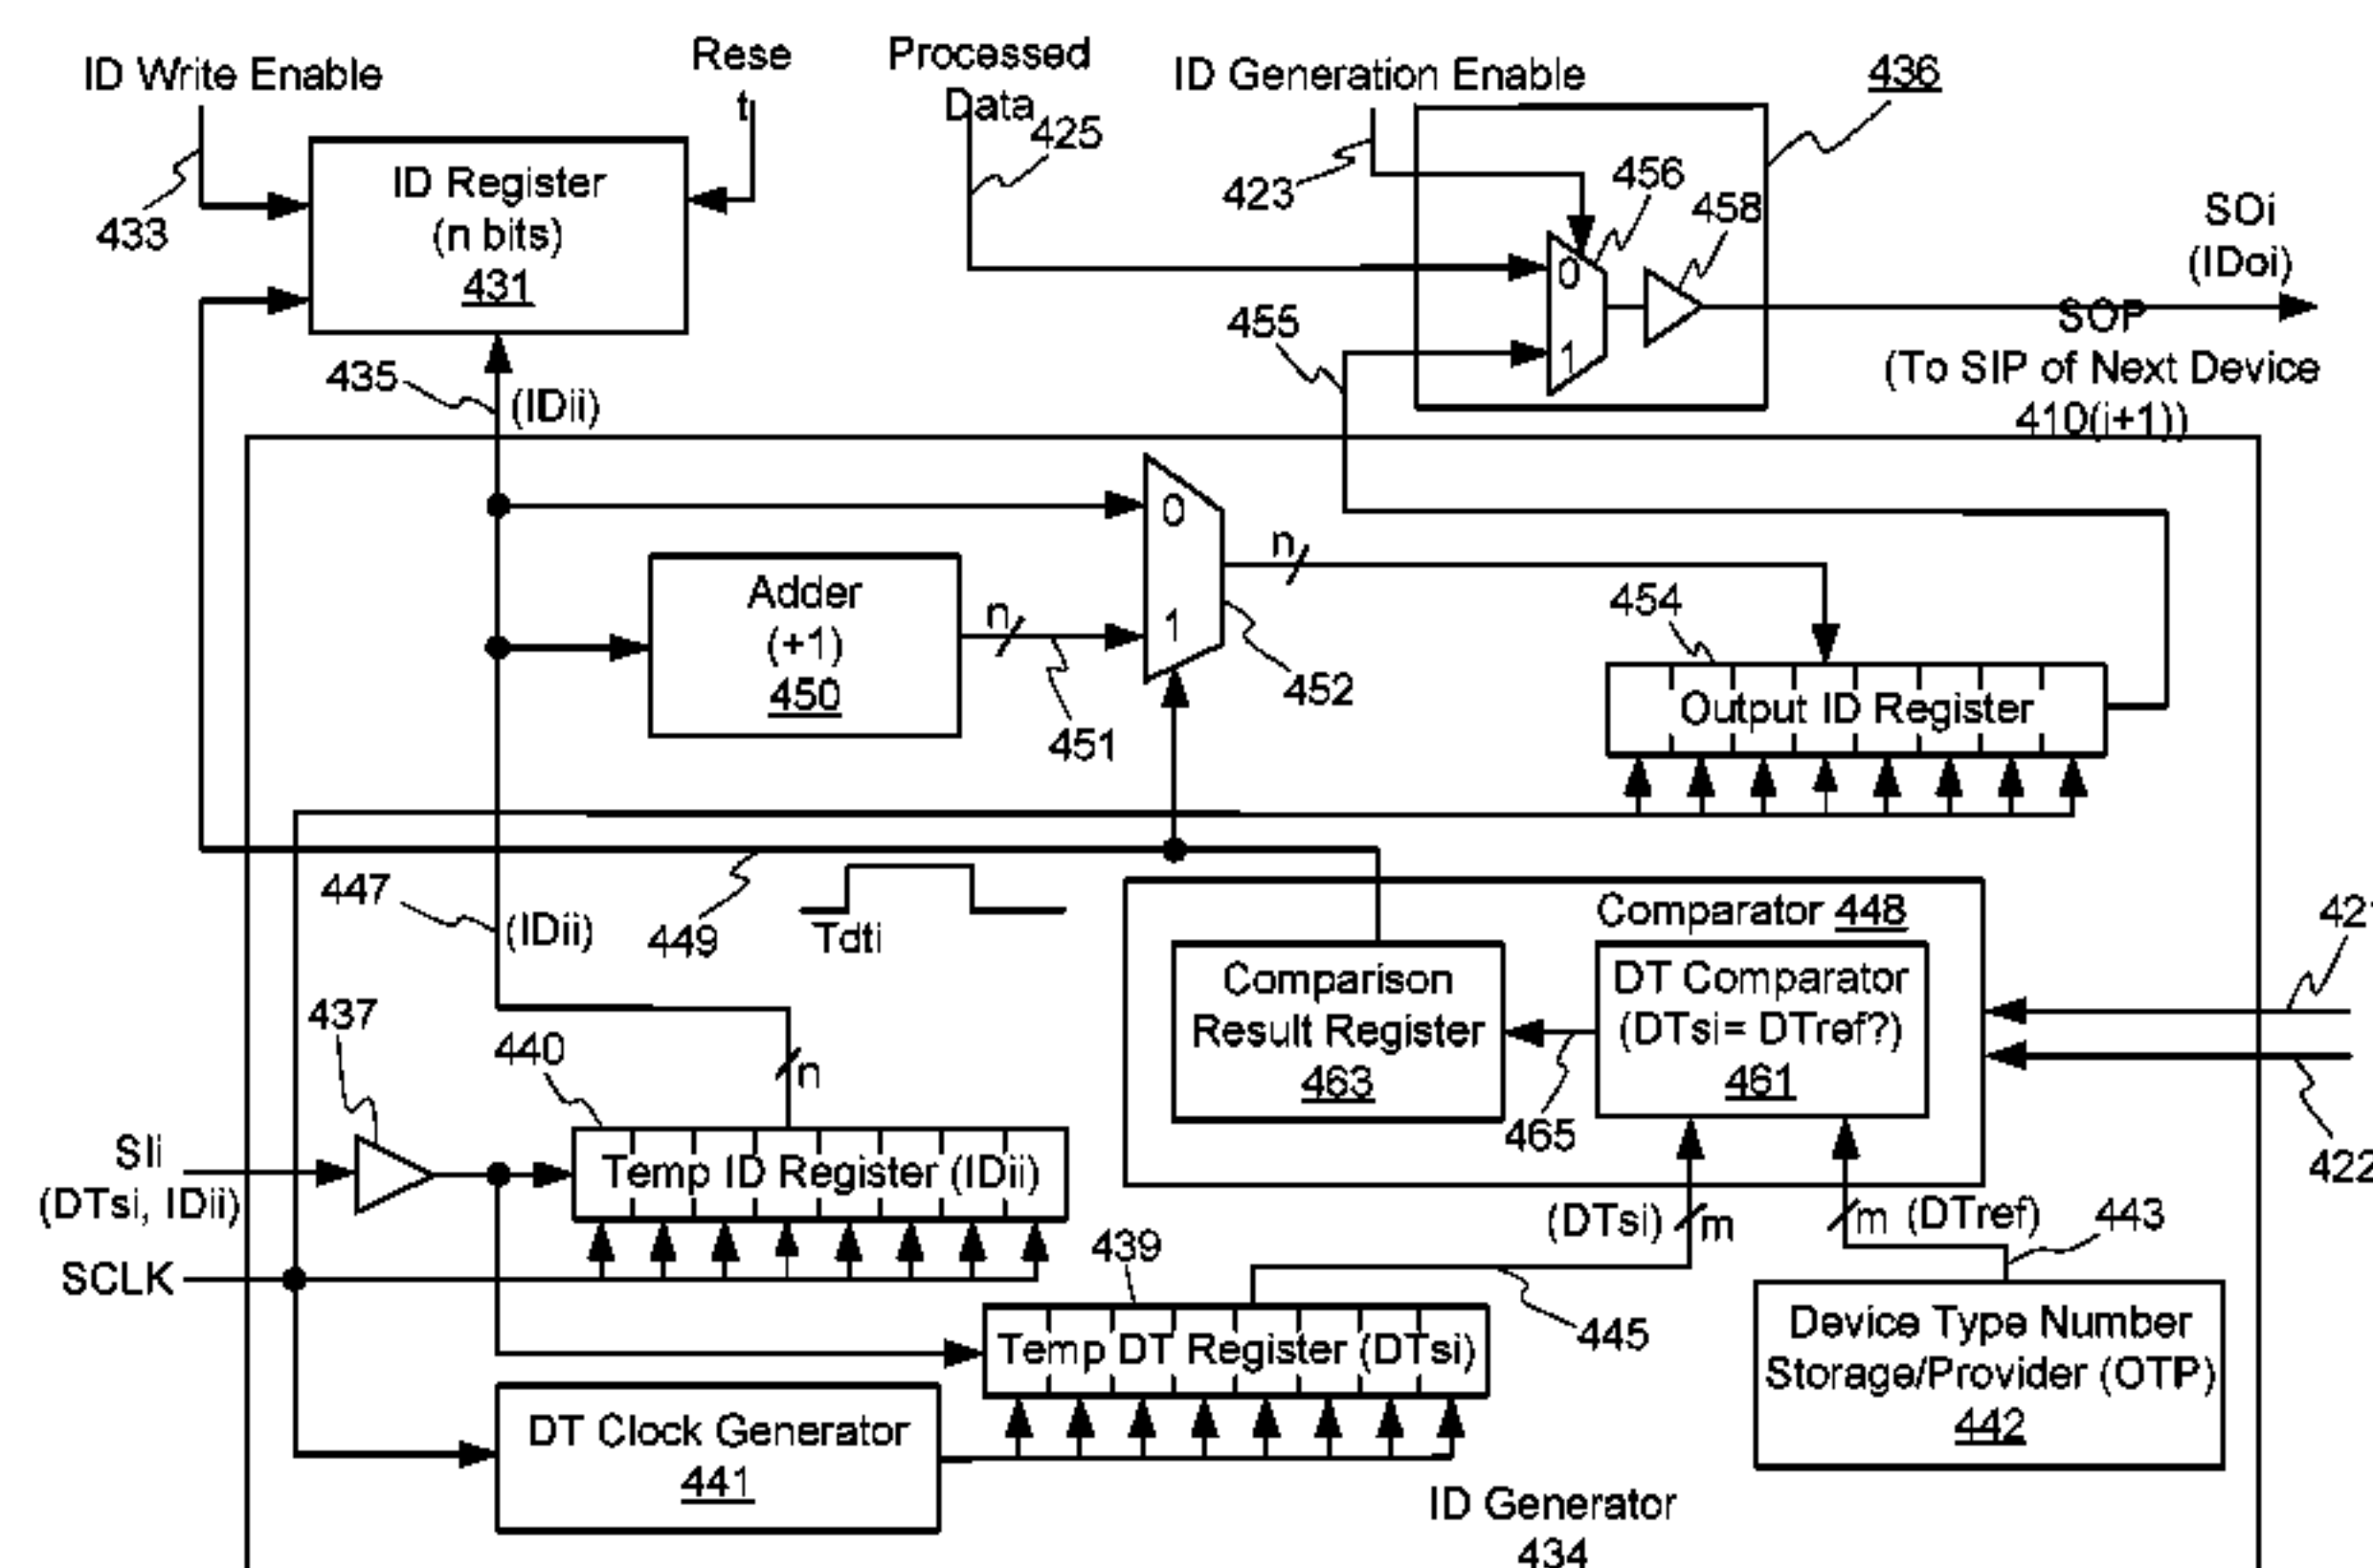 ID Write Enable
Rese
t
Processed
Data
ID Generation Enable
436
425
433
ID Register
(n bits)
431
423
456
458
0
1
SOi
(IDoi)
SOP
(To SIP of Next Device
410(i+1))
455
435
(IDii)
0
1
n
Adder
(+1)
450
n
451
452
454
Output ID Register
447
(IDii)
449
Tdti
Comparator 448
421
Comparison
Result Register
463
DT Comparator
(DTsi= DTref?)
461
465
422
437
440
n
SIi
(DTsi, IDii)
Temp ID Register (IDii)
SCLK
(DTsi)
m
m
(DTref)
443
439
Temp DT Register (DTsi)
445
Device Type Number
Storage/Provider (OTP)
442
DT Clock Generator
441
ID Generator
434